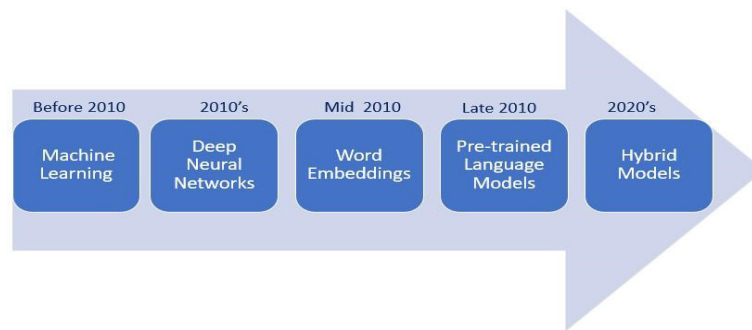 Before 2010
2010's
Mid 2010
Late 2010
2020's
Machine
Learning
Deep
Neural
Networks
Word
Embeddings
Pre-trained
Language
Models
Hybrid
Models